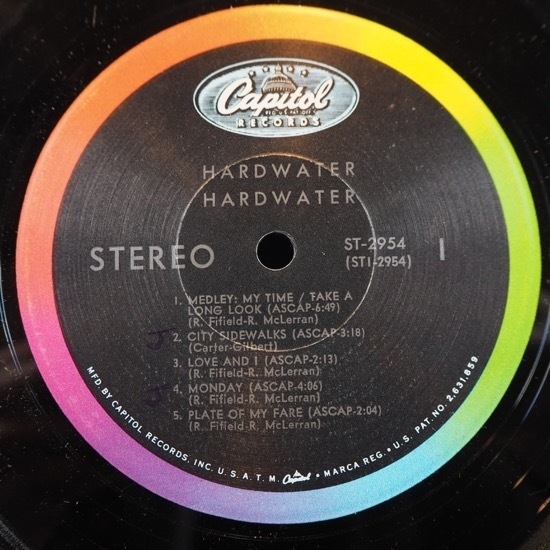 Capitol
REG. U.S. PAT. OFF.
RECORDS
HARDWATER
HARDWATER
STEREO
ST-2954
(ST1-2954)
1
1. MEDLEY: MY TIME / TAKE A
LONG LOOK (ASCAP-6:49)
(R. Fifield-R. McLerran)
2. CITY SIDEWALKS (ASCAP-3:18)
(Carter-Gilbert)
3. LOVE AND I (ASCAP-2:13)
(R. Fifield-R. McLerran)
4. MONDAY (ASCAP-4:06)
(R. Fifield-R. McLerran)
5. PLATE OF MY FARE (ASCAP-2:04)
(R. Fifield-R. McLerran)
MFD. BY CAPITOL RECORDS, INC. U.S.A. T.M. Capitol • MARCA REG. • U.S. PAT. NO. 2,631,859